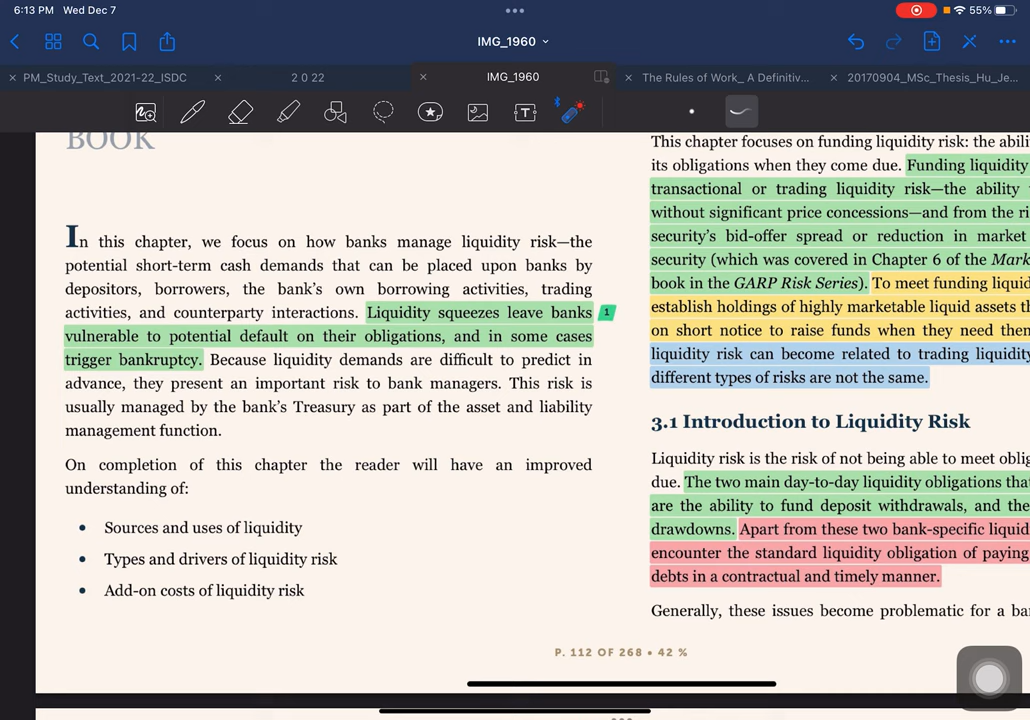 6:13 PM Wed Dec 7
55%
IMG_1960
PM_Study_Text_2021-22_ISDC
2 0 22
IMG_1960
The Rules of Work_ A Definitiv...
20170904_MSc_Thesis_Hu_Je...
BOOK
In this chapter, we focus on how banks manage liquidity risk—the
potential short-term cash demands that can be placed upon banks by
depositors, borrowers, the bank's own borrowing activities, trading
activities, and counterparty interactions. Liquidity squeezes leave banks
1
vulnerable to potential default on their obligations, and in some cases
trigger bankruptcy. Because liquidity demands are difficult to predict in
advance, they present an important risk to bank managers. This risk is
usually managed by the bank's Treasury as part of the asset and liability
management function.
On completion of this chapter the reader will have an improved
understanding of:
• Sources and uses of liquidity
• Types and drivers of liquidity risk
• Add-on costs of liquidity risk
This chapter focuses on funding liquidity risk: the abili
its obligations when they come due. Funding liquidity
transactional or trading liquidity risk—the ability
without significant price concessions—and from the ri
security's bid-offer spread or reduction in market
security (which was covered in Chapter 6 of the Mark
book in the GARP Risk Series). To meet funding liquid
establish holdings of highly marketable liquid assets t
on short notice to raise funds when they need then
liquidity risk can become related to trading liquidity
different types of risks are not the same.
3.1 Introduction to Liquidity Risk
Liquidity risk is the risk of not being able to meet oblig
due. The two main day-to-day liquidity obligations that
are the ability to fund deposit withdrawals, and the
drawdowns. Apart from these two bank-specific liquid
encounter the standard liquidity obligation of paying
debts in a contractual and timely manner.
Generally, these issues become problematic for a ba
P. 112 OF 268 • 42 %